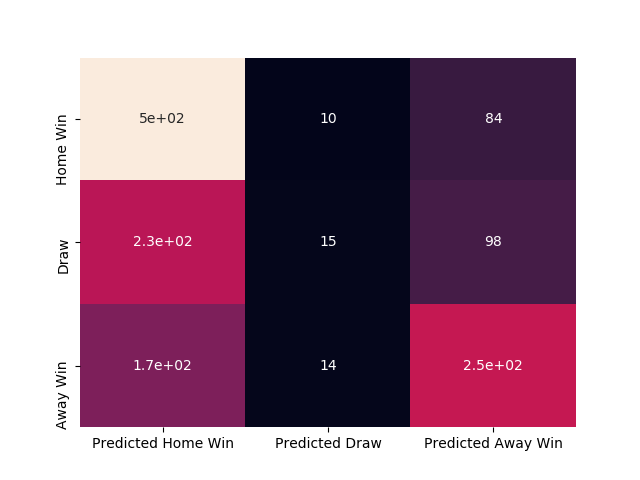 Home Win
5e+02
10
84
Draw
2.3e+02
15
98
Away Win
1.7e+02
14
2.5e+02
Predicted Home Win
Predicted Draw
Predicted Away Win